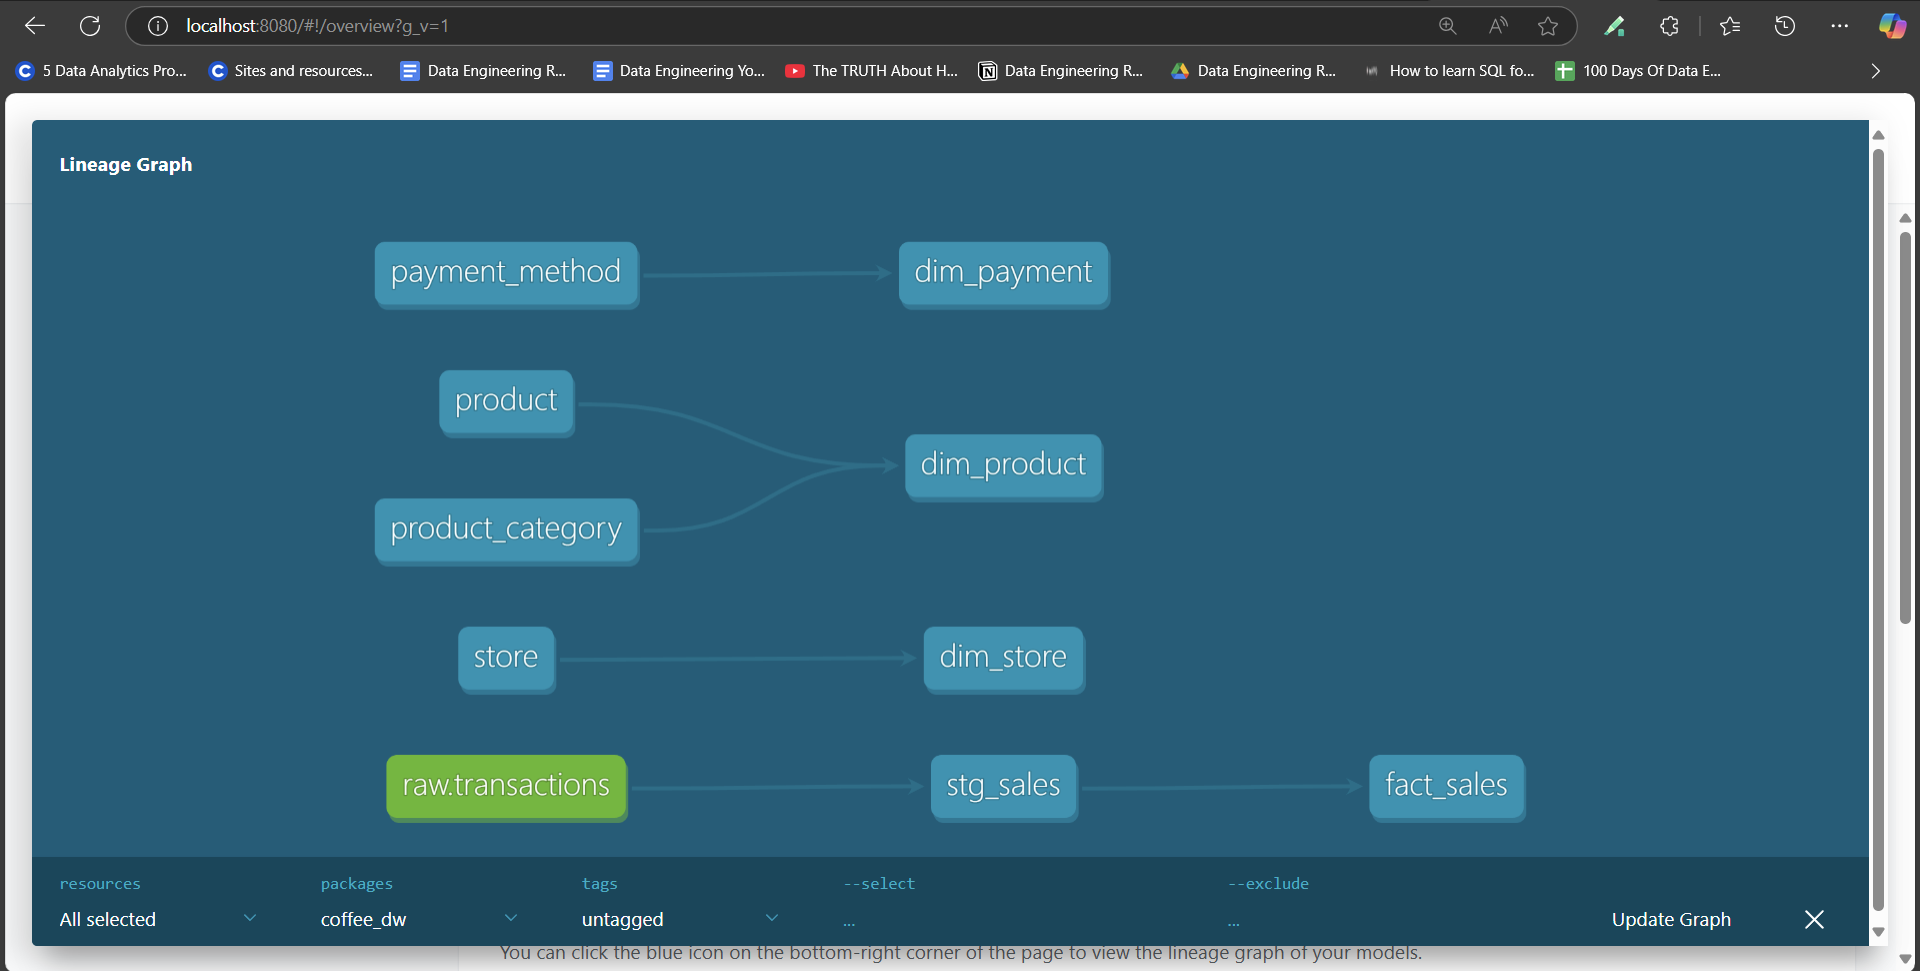 localhost:8080/#!/overview?g_v=1
5 Data Analytics Pro... Sites and resources... Data Engineering R... Data Engineering Yo... The TRUTH About H... Data Engineering R... Data Engineering R... How to learn SQL fo... 100 Days Of Data E...
Lineage Graph
payment_method dim_payment
product
dim_product
product_category
store dim_store
raw.transactions stg_sales fact_sales
resources packages tags --select --exclude
All selected coffee_dw untagged ... ... Update Graph
You can click the blue icon on the bottom-right corner of the page to view the lineage graph of your models.